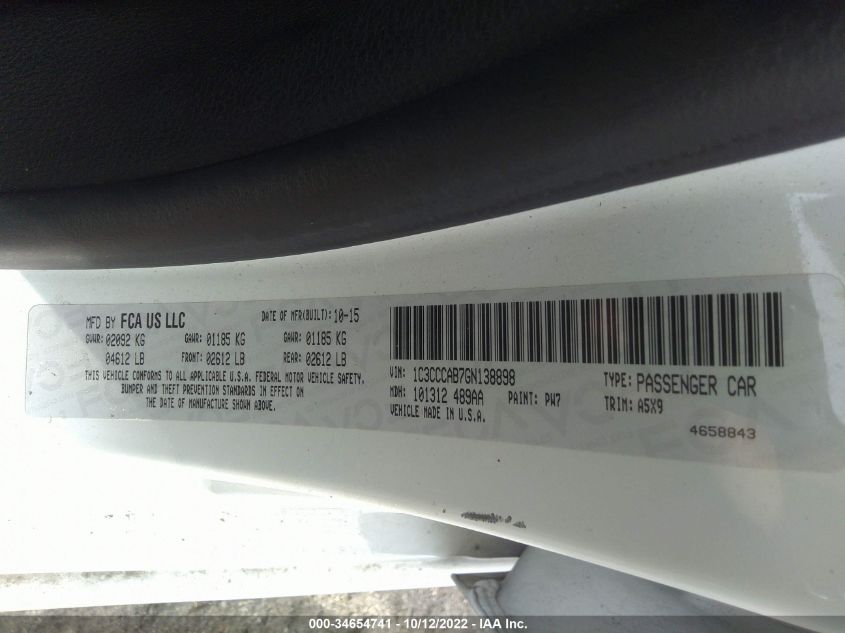 MFD BY FCA US LLC DATE OF MFR(BUILT): 10-15
GVWR: 02092 KG GAWR: 01185 KG GAWR: 01185 KG
04612 LB FRONT: 02612 LB REAR: 02612 LB
THIS VEHICLE CONFORMS TO ALL APPLICABLE U.S.A. FEDERAL MOTOR VEHICLE SAFETY,
BUMPER AND THEFT PREVENTION STANDARDS IN EFFECT ON
THE DATE OF MANUFACTURE SHOWN ABOVE.
VIN: 1C3CCCAB7GN138898 TYPE: PASSENGER CAR
MDH: 101312 489AA PAINT: PW7 TRIM: A5X9
VEHICLE MADE IN U.S.A.
4658843
000-34654741 - 10/12/2022 - IAA Inc.